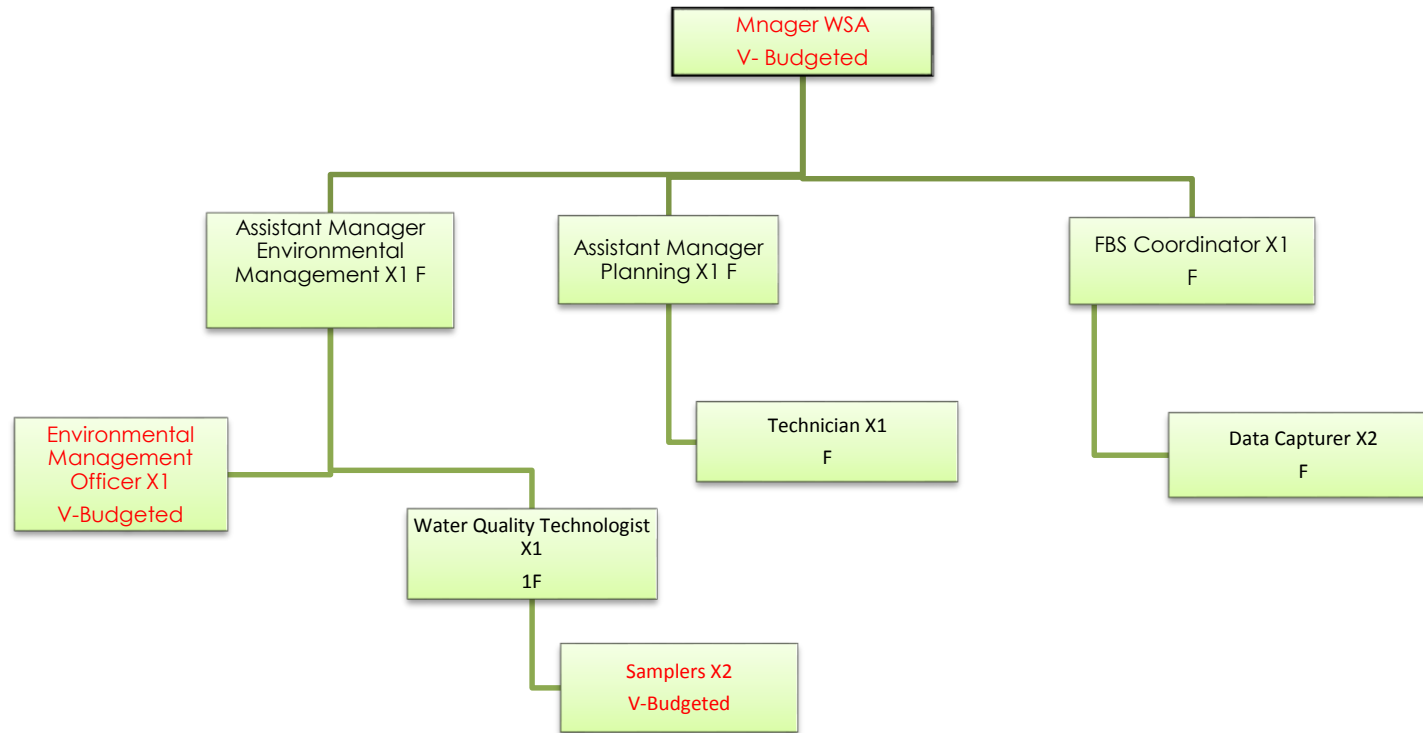 Mnager WSA
V- Budgeted
Assistant Manager
Environmental
Management X1 F
Assistant Manager
Planning X1 F
FBS Coordinator X1
F
Environmental
Management
Officer X1
V-Budgeted
Technician X1
F
Data Capturer X2
F
Water Quality Technologist
X1
1F
Samplers X2
V-Budgeted